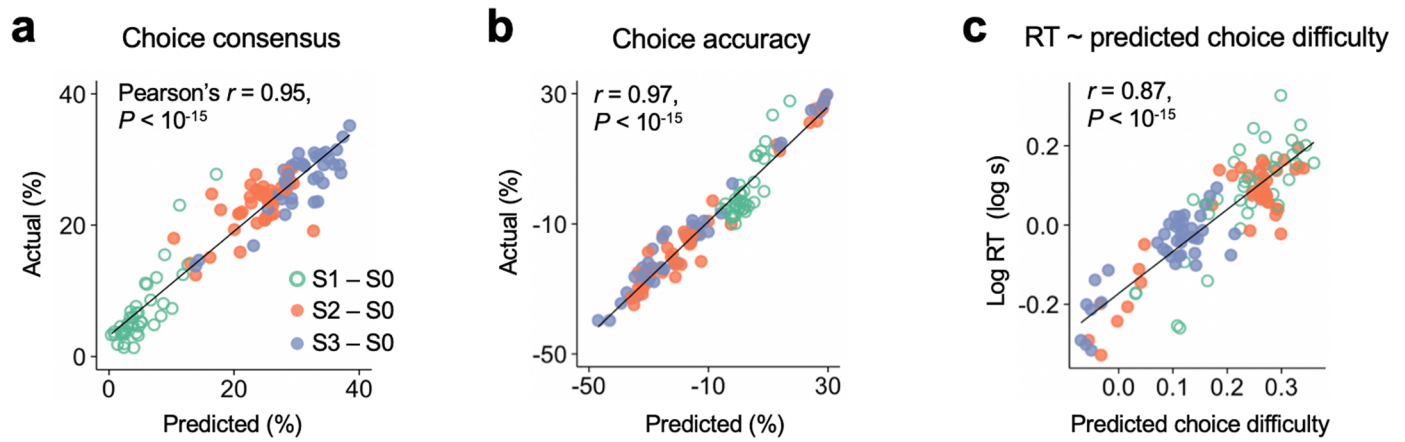 a
Choice consensus
Pearson's r = 0.95,
P < 10-15
40
20
0
0
20
40
Actual (%)
Predicted (%)
S1 – S0
S2 – S0
S3 – S0
b
Choice accuracy
r = 0.97,
P < 10-15
30
-10
-50
-50
-10
30
Actual (%)
Predicted (%)
c
RT ~ predicted choice difficulty
r = 0.87,
P < 10-15
0.2
0.0
-0.2
0.0
0.1
0.2
0.3
Log RT (log s)
Predicted choice difficulty